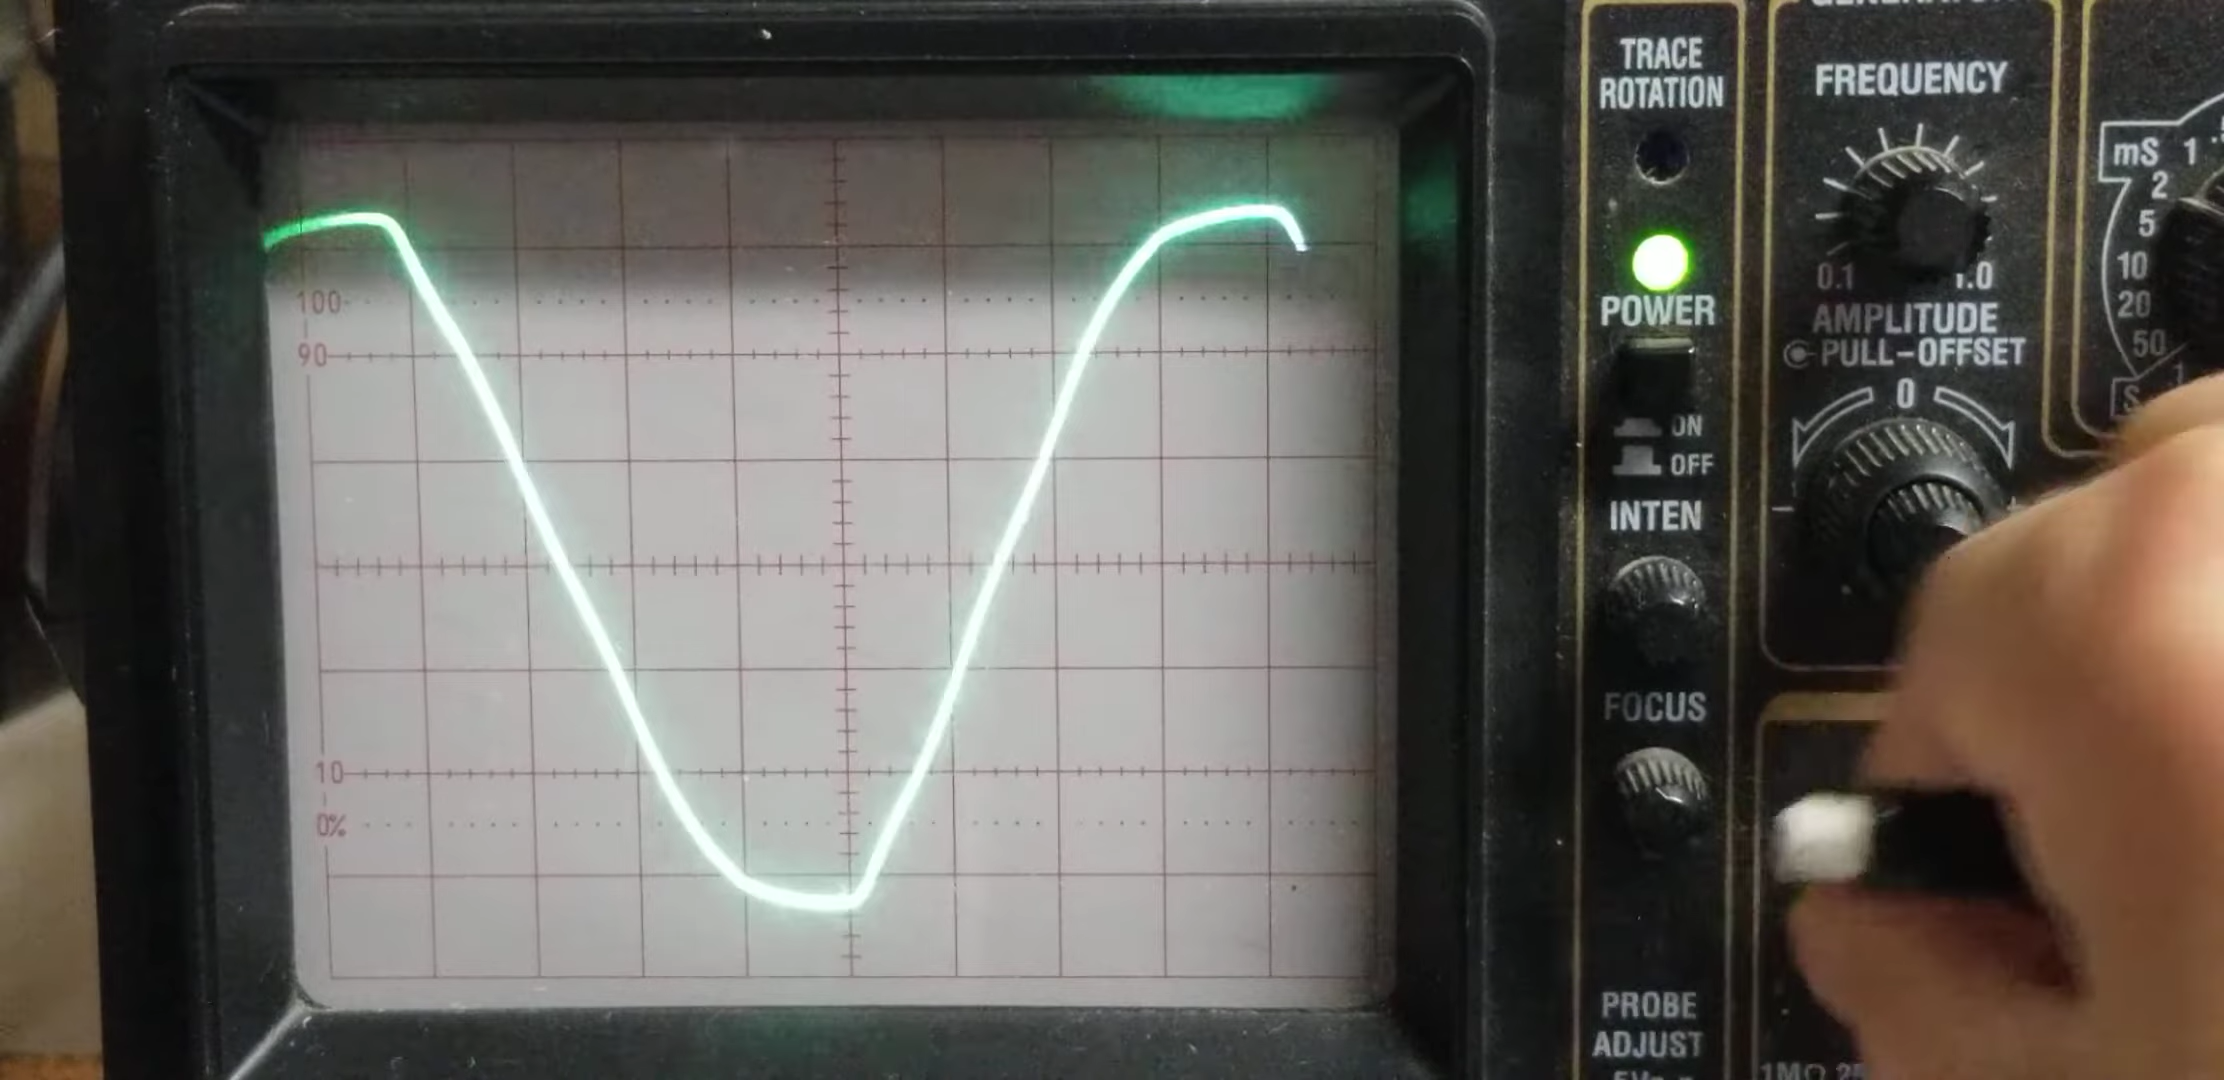 100
90
10
0%
TRACE
ROTATION
POWER
ON
OFF
INTEN
FOCUS
PROBE
ADJUST
FREQUENCY
0.1
1.0
AMPLITUDE
PULL-OFFSET
0
mS 1
2
5
10
20
50